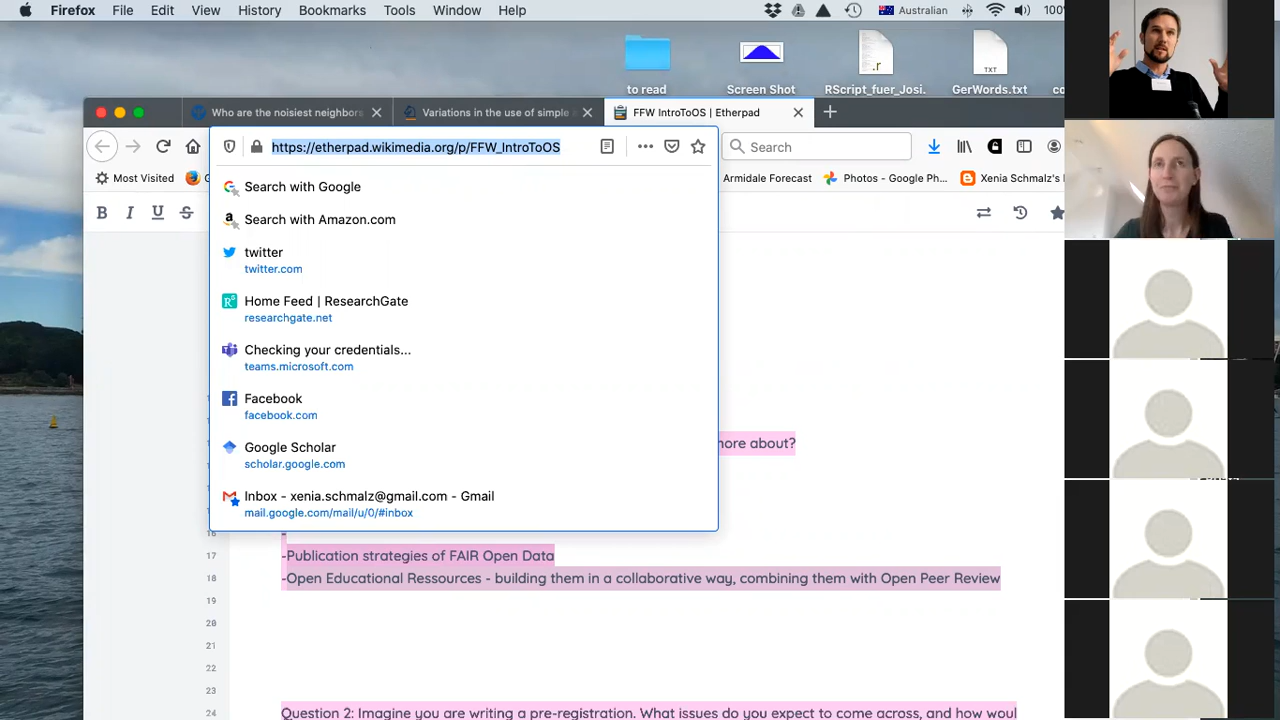 Firefox File Edit View History Bookmarks Tools Window Help Australian 100%
to read Screen Shot RScript_fuer_Josi. GerWords.txt
.r TXT
Who are the noisiest neighbors Variations in the use of simple FFW IntroToOS | Etherpad
https://etherpad.wikimedia.org/p/FFW_IntroToOS Search
Most Visited Armidale Forecast Photos - Google Ph... Xenia Schmalz's
B I U S
Search with Google
Search with Amazon.com
twitter
twitter.com
Home Feed | ResearchGate
researchgate.net
Checking your credentials...
teams.microsoft.com
Facebook
facebook.com
Google Scholar
scholar.google.com
more about?
Inbox - xenia.schmalz@gmail.com - Gmail
mail.google.com/mail/u/0/#inbox
16 -
17 -Publication strategies of FAIR Open Data
18 -Open Educational Ressources - building them in a collaborative way, combining them with Open Peer Review
19
20
21
22
23
24 Question 2: Imagine you are writing a pre-registration. What issues do you expect to come across, and how woul